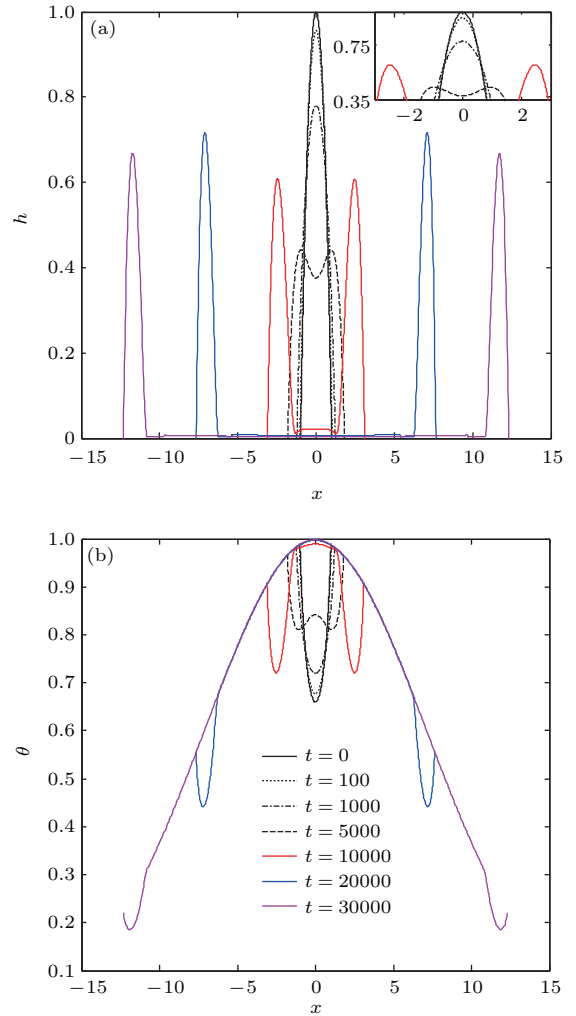 (a)
1.0
0.8
0.6
0.4
0.2
0
h
−15
−10
−5
0
5
10
15
x
0.75
0.35
−2
0
2
(b)
1.0
0.9
0.8
0.7
0.6
0.5
0.4
0.3
0.2
0.1
θ
t = 0
t = 100
t = 1000
t = 5000
t = 10000
t = 20000
t = 30000
−15
−10
−5
0
5
10
15
x